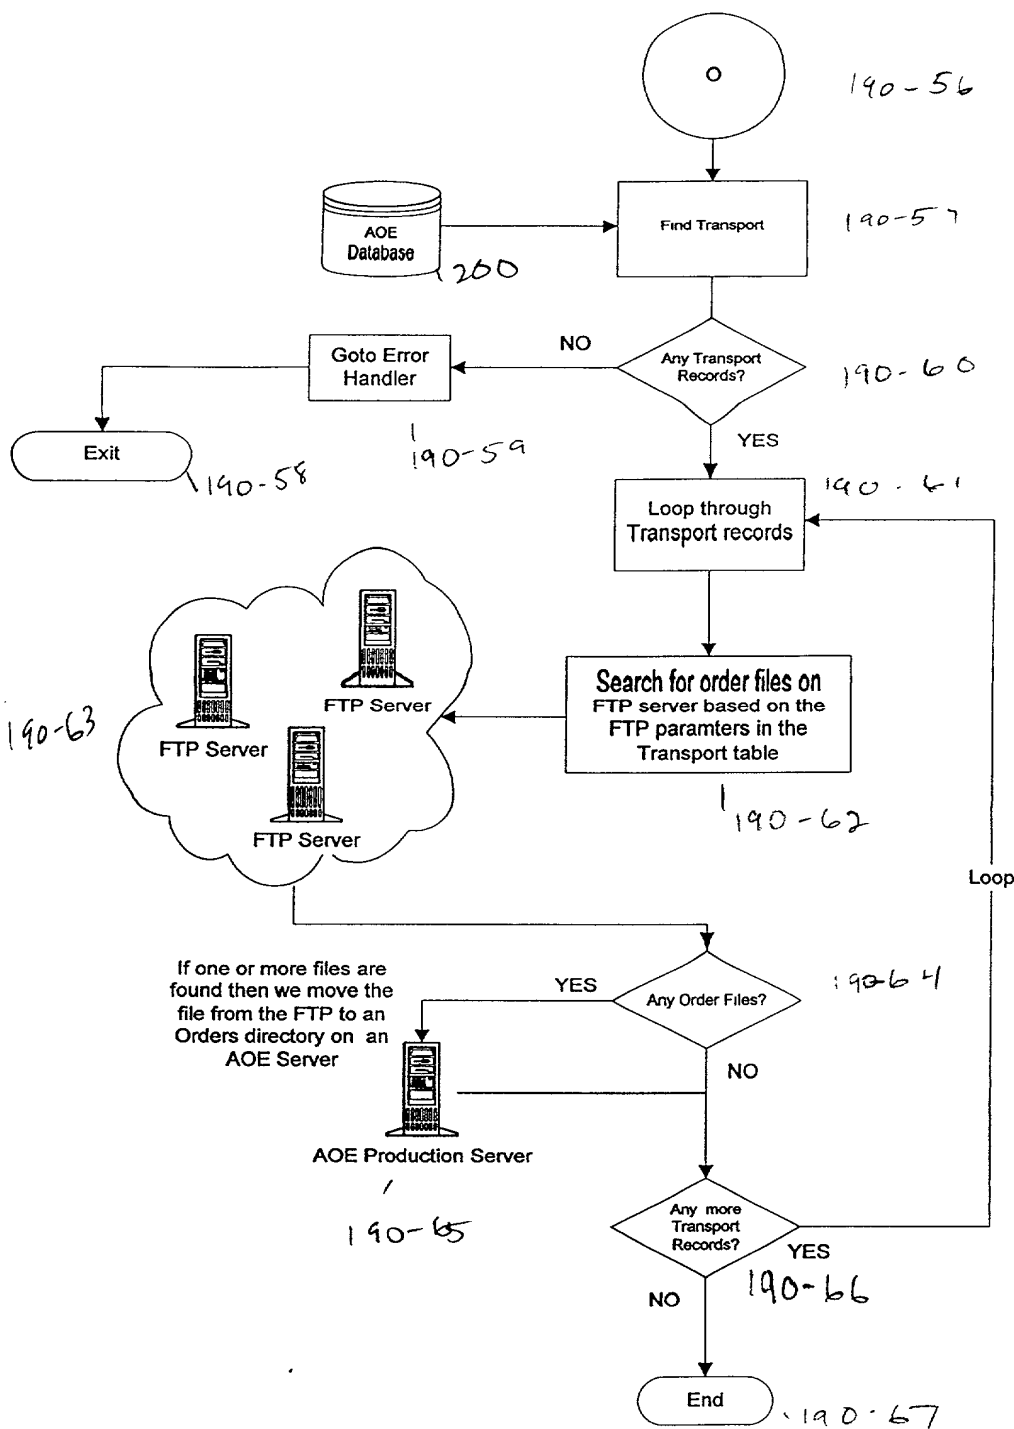 190-56
Find Transport
190-57
AOE
Database
200
NO
Any Transport
Records?
190-60
Goto Error
Handler
190-59
YES
Exit
190-58
190-61
Loop through
Transport records
Search for order files on
FTP server based on the
FTP paramters in the
Transport table
190-62
FTP Server
FTP Server
FTP Server
190-63
Loop
If one or more files are
found then we move the
file from the FTP to an
Orders directory on an
AOE Server
YES
Any Order Files?
190-64
NO
AOE Production Server
190-65
Any more
Transport
Records?
YES
190-66
NO
End
190-67